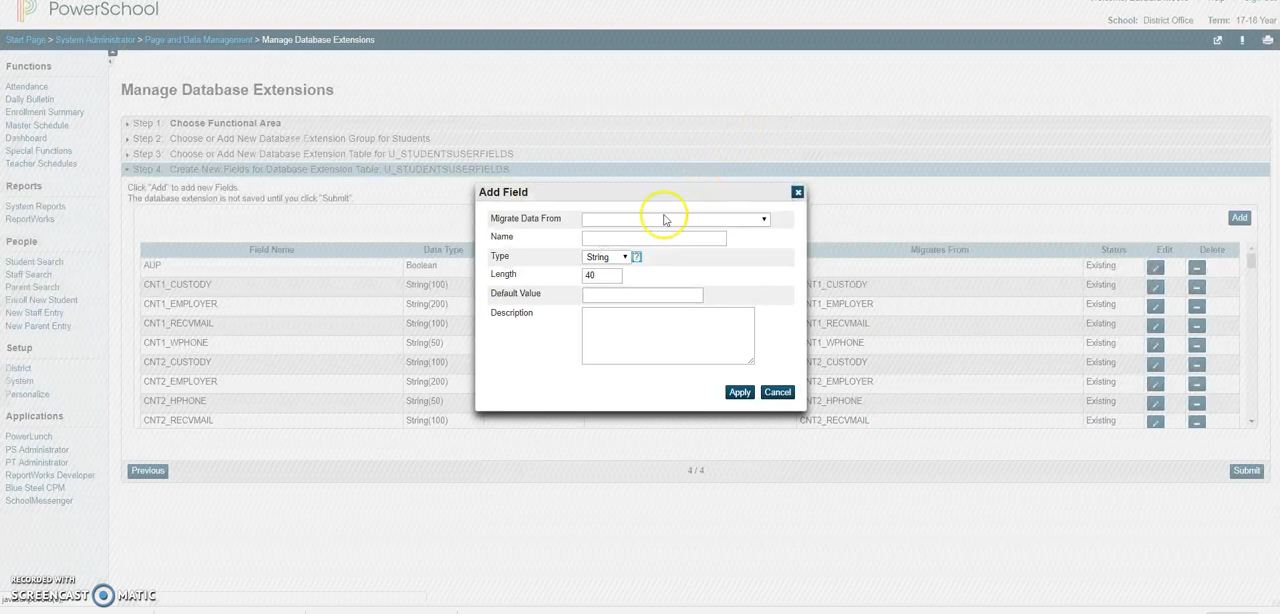 PowerSchool
School: District Office Term: 17-18 Year
Start Page > System Administrator > Page and Data Management > Manage Database Extensions
Functions
Attendance
Daily Bulletin
Enrollment Summary
Master Schedule
Dashboard
Special Functions
Teacher Schedules
Reports
System Reports
ReportWorks
People
Student Search
Staff Search
Parent Search
Enroll New Student
New Staff Entry
New Parent Entry
Setup
District
System
Personalize
Applications
PowerLunch
PS Administrator
PT Administrator
ReportWorks Developer
Blue Steel CPM
SchoolMessenger
Manage Database Extensions
Step 1: Choose Functional Area
Step 2: Choose or Add New Database Extension Group for Students
Step 3: Choose or Add New Database Extension Table for U_STUDENTSUSERFIELDS
Step 4: Create New Fields for Database Extension Table: U_STUDENTSUSERFIELDS
Click "Add" to add new Fields.
The database extension is not saved until you click "Submit".
Add
Field Name Data Type Migrates From Status Edit Delete
AUP Boolean Existing
CNT1_CUSTODY String(100) CNT1_CUSTODY Existing
CNT1_EMPLOYER String(200) CNT1_EMPLOYER Existing
CNT1_RECVMAIL String(100) CNT1_RECVMAIL Existing
CNT1_WPHONE String(50) CNT1_WPHONE Existing
CNT2_CUSTODY String(100) CNT2_CUSTODY Existing
CNT2_EMPLOYER String(200) CNT2_EMPLOYER Existing
CNT2_HPHONE String(50) CNT2_HPHONE Existing
CNT2_RECVMAIL String(100) CNT2_RECVMAIL Existing
Previous 4 / 4 Submit
Add Field
Migrate Data From
Name
Type String [?]
Length 40
Default Value
Description
Apply Cancel
RECORDED WITH
SCREENCAST MATIC